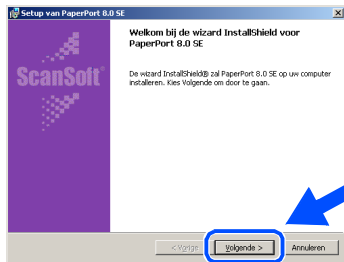 Setup van PaperPort 8.0 SE
Welkom bij de wizard InstallShield voor
PaperPort 8.0 SE
ScanSoft®
De wizard InstallShield® zal PaperPort 8.0 SE op uw computer
installeren. Kies Volgende om door te gaan.
< Vorige
Volgende >
Annuleren